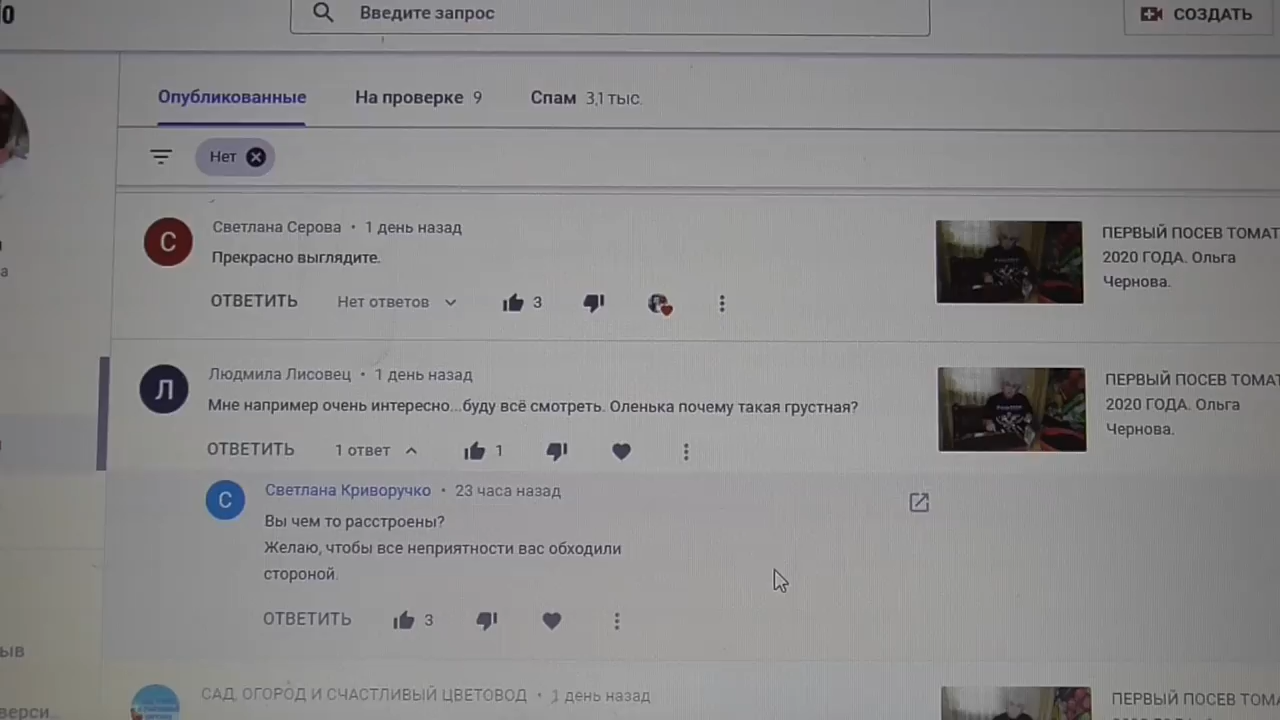 Введите запрос
СОЗДАТЬ
Опубликованные
На проверке 9
Спам 3,1 тыс.
Нет
С
Светлана Серова • 1 день назад
Прекрасно выглядите.
ОТВЕТИТЬ Нет ответов 3
ПЕРВЫЙ ПОСЕВ ТОМАТ
2020 ГОДА. Ольга
Чернова.
Л
Людмила Лисовец • 1 день назад
Мне например очень интересно...буду всё смотреть. Оленька почему такая грустная?
ОТВЕТИТЬ 1 ответ 1
ПЕРВЫЙ ПОСЕВ ТОМАТ
2020 ГОДА. Ольга
Чернова.
С
Светлана Криворучко • 23 часа назад
Вы чем то расстроены?
Желаю, чтобы все неприятности вас обходили
стороной.
ОТВЕТИТЬ 3
САД, ОГОРОД И СЧАСТЛИВЫЙ ЦВЕТОВОД • 1 день назад
ПЕРВЫЙ ПОСЕВ ТОМА